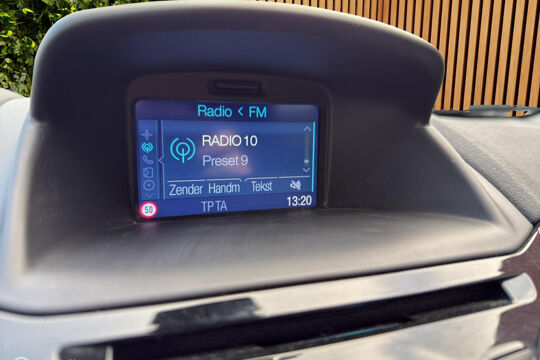 Radio < FM
RADIO 10
Preset 9
Zender Handm Tekst
50 TP TA 13:20